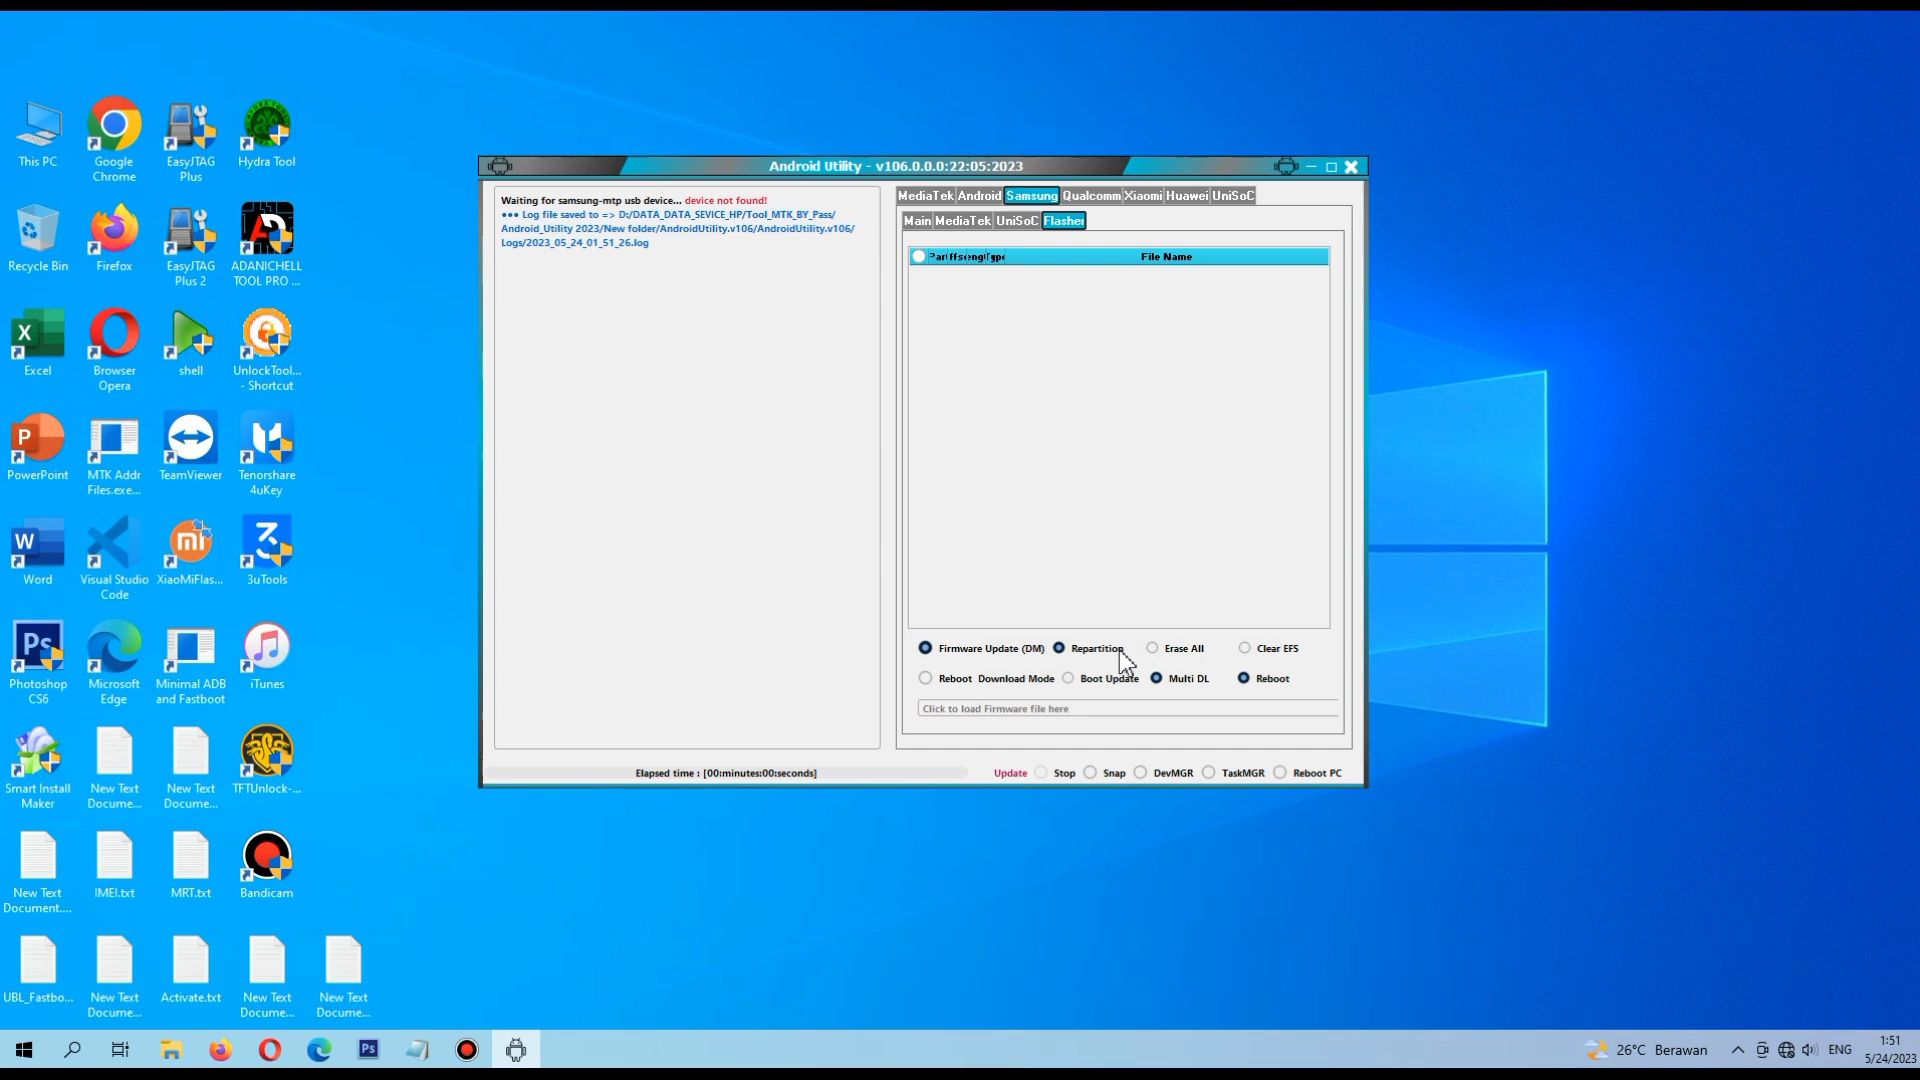 This PC
Google
Chrome
EasyJTAG
Plus
Hydra Tool
Recycle Bin
Firefox
EasyJTAG
Plus 2
ADANICHELL
TOOL PRO ...
Excel
Browser
Opera
shell
UnlockTool...
- Shortcut
PowerPoint
MTK Addr
Files.exe...
TeamViewer
Tenorshare
4uKey
Word
Visual Studio
Code
XiaoMiFlas...
3uTools
Photoshop
CS6
Microsoft
Edge
Minimal ADB
and Fastboot
iTunes
Smart Install
Maker
New Text
Docume...
New Text
Docume...
TFTUnlock-...
New Text
Document....
IMEI.txt
MRT.txt
Bandicam
UBL_Fastbo...
New Text
Docume...
Activate.txt
New Text
Docume...
New Text
Docume...
Android Utility - v106.0.0.0:22:05:2023
Waiting for samsung-mtp usb device... device not found!
••• Log file saved to => D:/DATA_DATA_SEVICE_HP/Tool_MTK_BY_Pass/
Android_Utility 2023/New folder/AndroidUtility.v106/AndroidUtility.v106/
Logs/2023_05_24_01_51_26.log
MediaTek Android Samsung Qualcomm Xiaomi Huawei UniSoC
Main MediaTek UniSoC Flasher
File Name
Firmware Update (DM) Repartition Erase All Clear EFS
Reboot Download Mode Boot Update Multi DL Reboot
Click to load Firmware file here
Elapsed time : [00:minutes:00:seconds]
Update Stop Snap DevMGR TaskMGR Reboot PC
26°C Berawan
ENG
1:51
5/24/2023